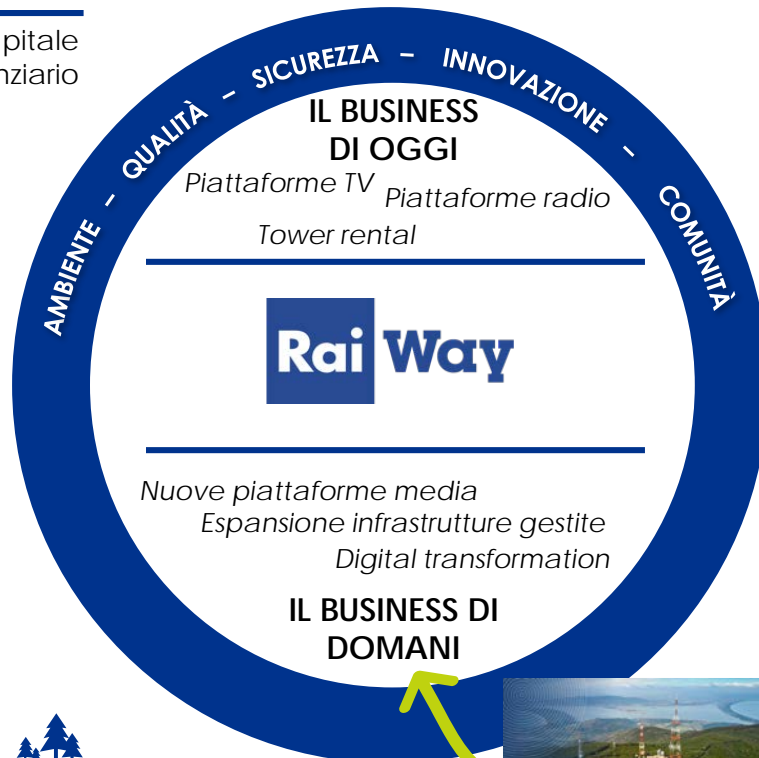 pitale
nziario
AMBIENTE – QUALITÀ – SICUREZZA – INNOVAZIONE – COMUNITÀ
IL BUSINESS
DI OGGI
Piattaforme TV
Piattaforme radio
Tower rental
Rai Way
Nuove piattaforme media
Espansione infrastrutture gestite
Digital transformation
IL BUSINESS DI
DOMANI